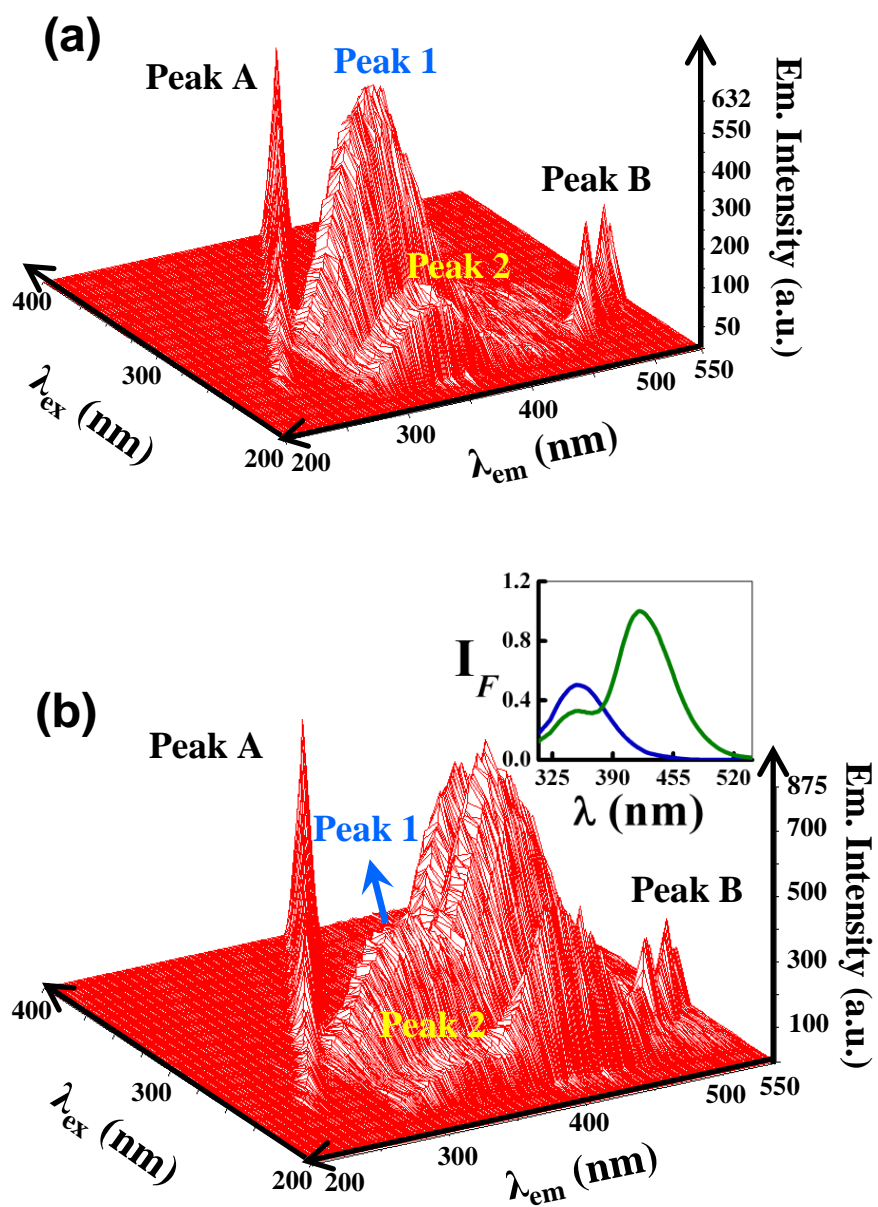 (a)
Peak A
Peak 1
Peak B
Peak 2
632
550
400
300
200
100
50
Em. Intensity (a.u.)
400
300
200
λex (nm)
200
300
400
500
550
λem (nm)
1.2
0.8
0.4
0.0
IF
325
390
455
520
λ (nm)
(b)
Peak A
Peak 1
Peak B
Peak 2
875
700
500
300
100
Em. Intensity (a.u.)
400
300
200
λex (nm)
200
300
400
500
550
λem (nm)